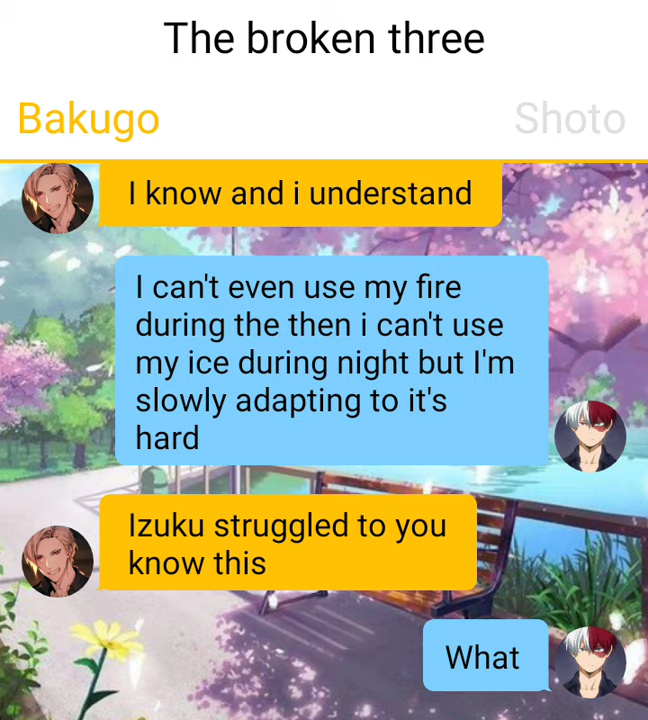 The broken three
Bakugo
Shoto
I know and i understand
I can't even use my fire
during the then i can't use
my ice during night but I'm
slowly adapting to it's
hard
Izuku struggled to you
know this
What